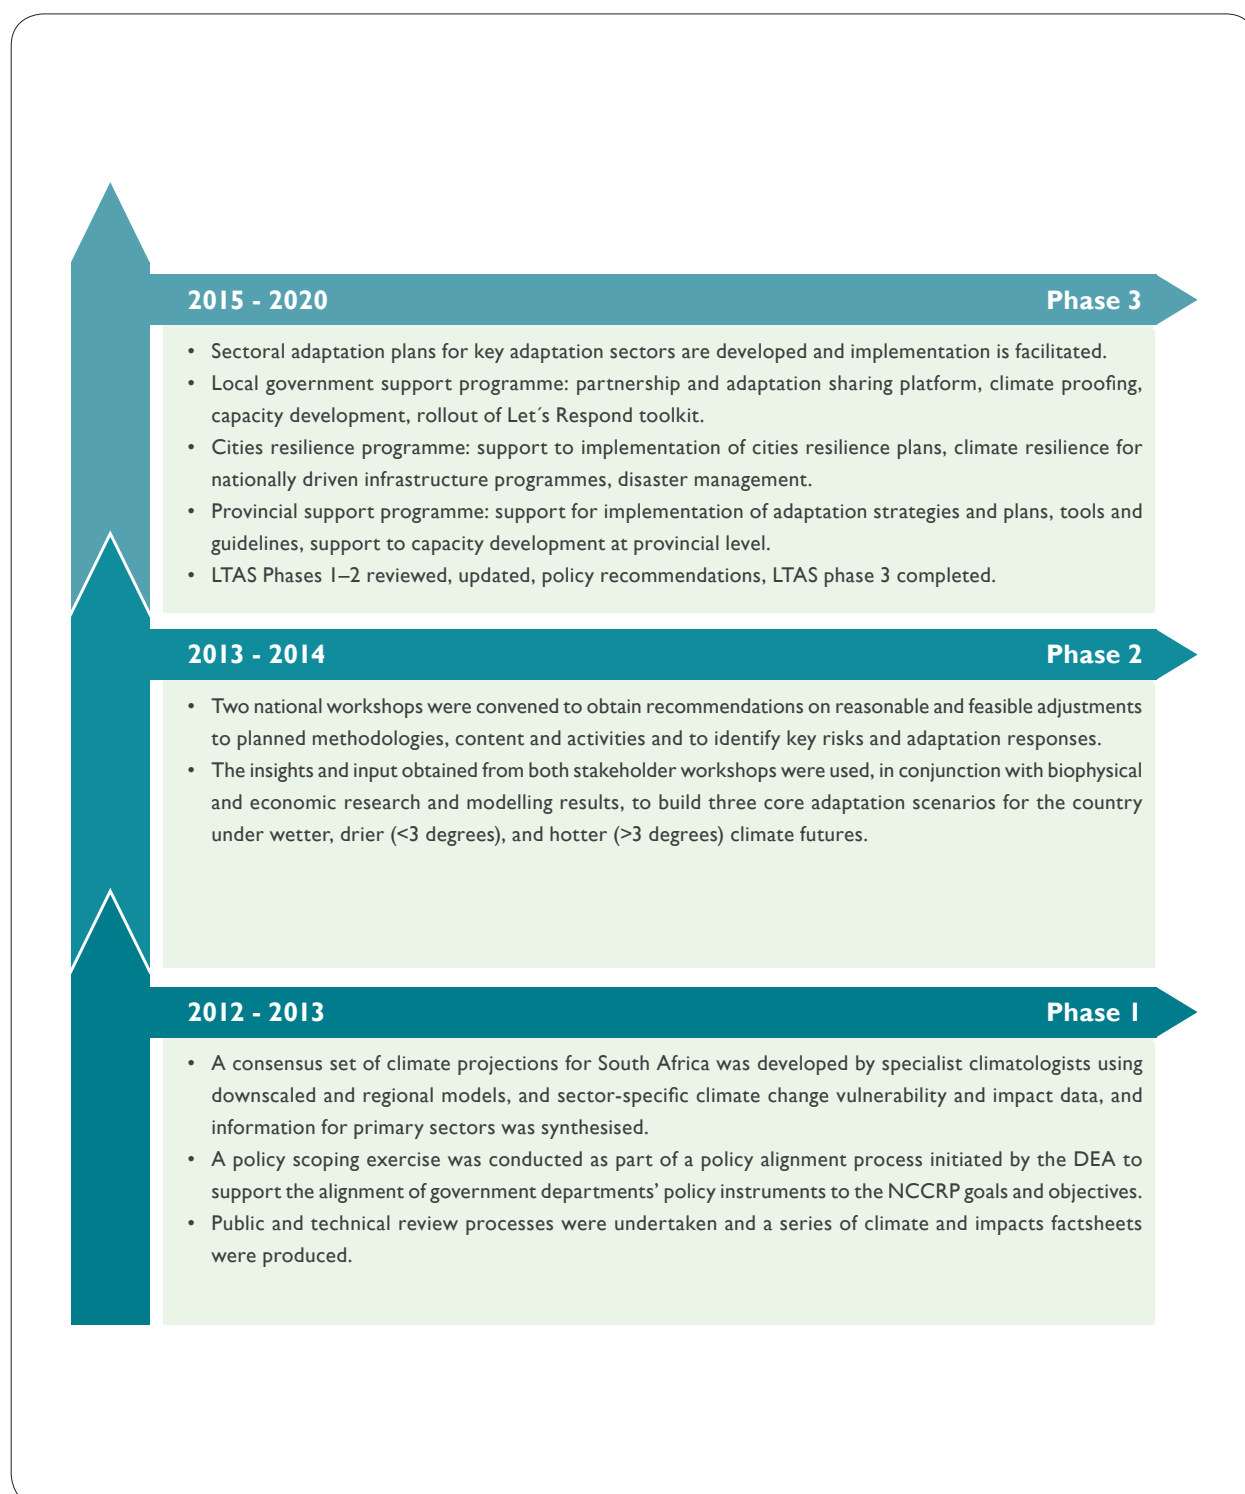 2015 - 2020 Phase 3
• Sectoral adaptation plans for key adaptation sectors are developed and implementation is facilitated.
• Local government support programme: partnership and adaptation sharing platform, climate proofing,
capacity development, rollout of Let´s Respond toolkit.
• Cities resilience programme: support to implementation of cities resilience plans, climate resilience for
nationally driven infrastructure programmes, disaster management.
• Provincial support programme: support for implementation of adaptation strategies and plans, tools and
guidelines, support to capacity development at provincial level.
• LTAS Phases 1–2 reviewed, updated, policy recommendations, LTAS phase 3 completed.
2013 - 2014 Phase 2
• Two national workshops were convened to obtain recommendations on reasonable and feasible adjustments
to planned methodologies, content and activities and to identify key risks and adaptation responses.
• The insights and input obtained from both stakeholder workshops were used, in conjunction with biophysical
and economic research and modelling results, to build three core adaptation scenarios for the country
under wetter, drier (<3 degrees), and hotter (>3 degrees) climate futures.
2012 - 2013 Phase 1
• A consensus set of climate projections for South Africa was developed by specialist climatologists using
downscaled and regional models, and sector-specific climate change vulnerability and impact data, and
information for primary sectors was synthesised.
• A policy scoping exercise was conducted as part of a policy alignment process initiated by the DEA to
support the alignment of government departments’ policy instruments to the NCCRP goals and objectives.
• Public and technical review processes were undertaken and a series of climate and impacts factsheets
were produced.